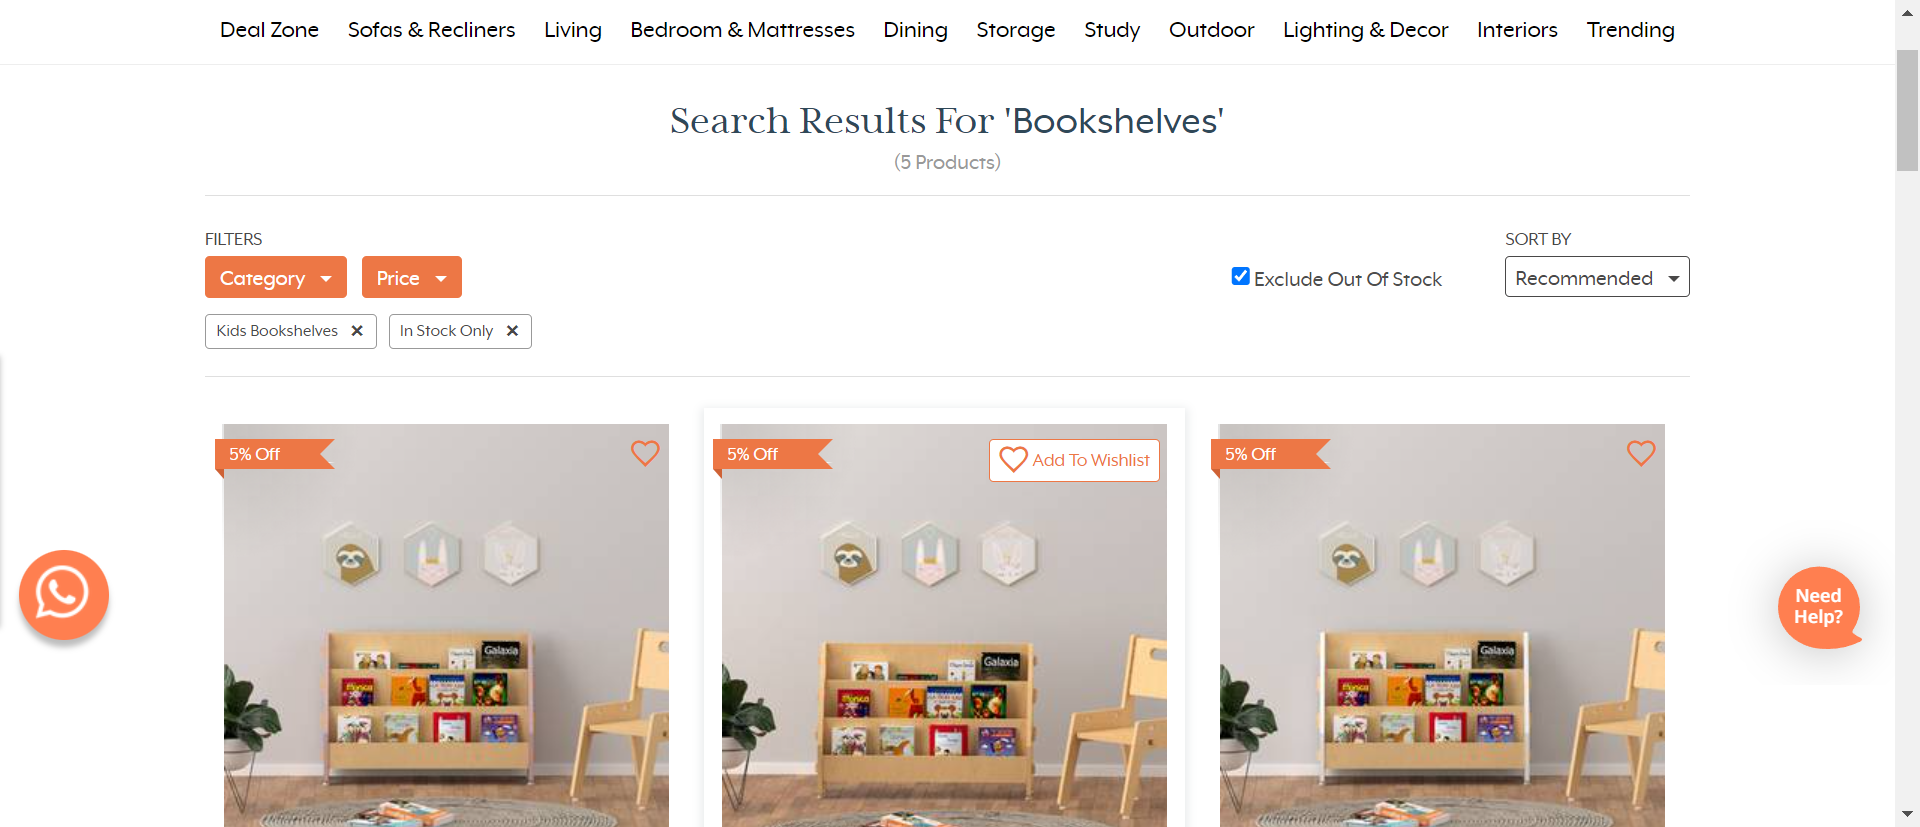 Deal Zone Sofas & Recliners Living Bedroom & Mattresses Dining Storage Study Outdoor Lighting & Decor Interiors Trending
Search Results For 'Bookshelves'
(5 Products)
FILTERS
SORT BY
Category Price
Exclude Out Of Stock
Recommended
Kids Bookshelves ✕ In Stock Only ✕
5% Off
5% Off
Add To Wishlist
5% Off
Need
Help?
Galaxia
Monica
Galaxia
Monica
Galaxia